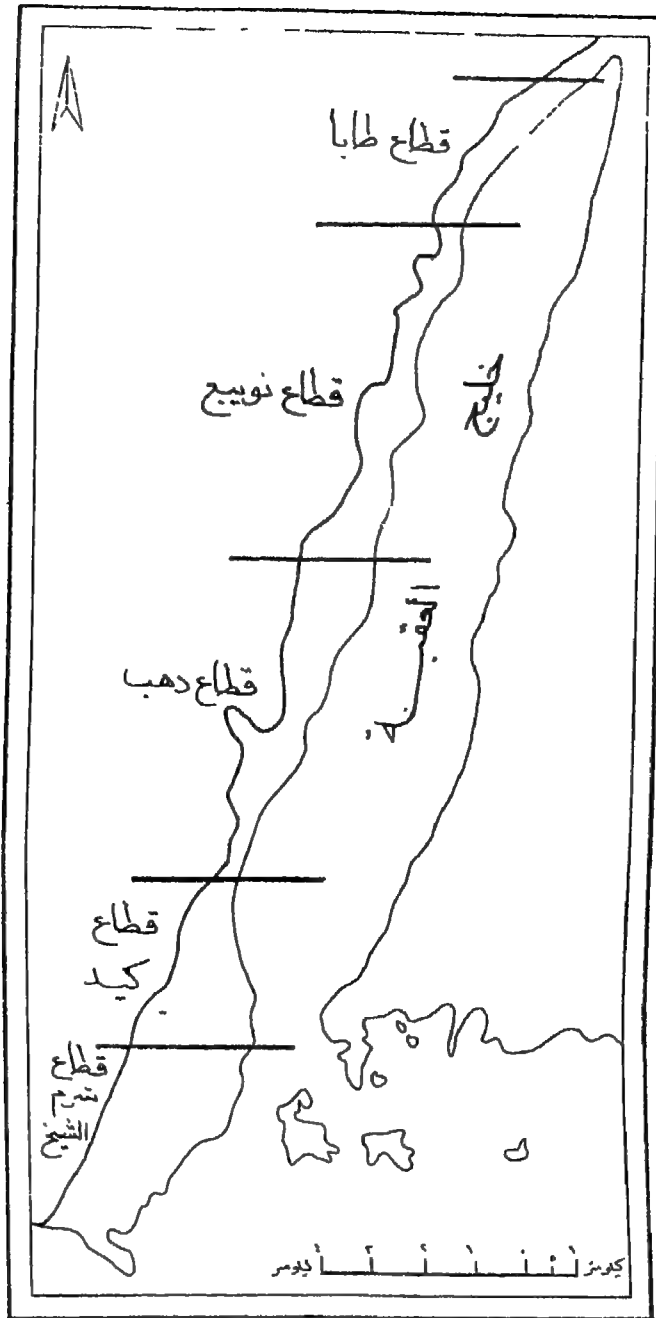 قطاع طابا
قطاع نويبع
خليج
العقبة
قطاع دهب
قطاع
كيد
قطاع
شرم
الشيخ
كيلومتر